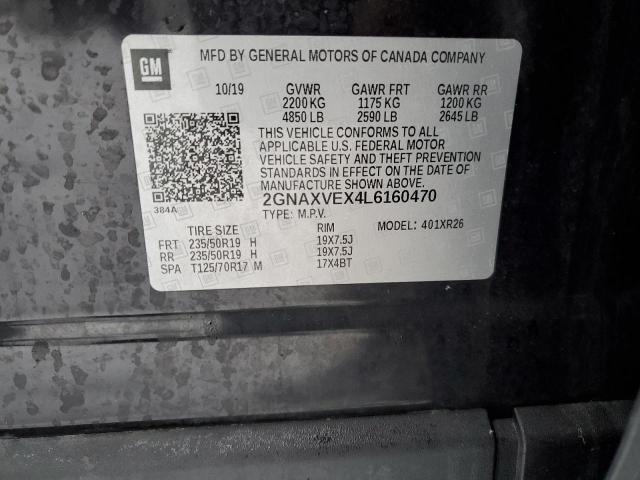 GM
MFD BY GENERAL MOTORS OF CANADA COMPANY
10/19 GVWR GAWR FRT GAWR RR
2200 KG 1175 KG 1200 KG
4850 LB 2590 LB 2645 LB
THIS VEHICLE CONFORMS TO ALL
APPLICABLE U.S. FEDERAL MOTOR
VEHICLE SAFETY AND THEFT PREVENTION
STANDARDS IN EFFECT ON THE DATE OF
MANUFACTURE SHOWN ABOVE.
384A
2GNAXVEX4L6160470
TYPE: M.P.V.
MODEL: 401XR26
TIRE SIZE RIM
FRT 235/50R19 H 19X7.5J
RR 235/50R19 H 19X7.5J
SPA T125/70R17 M 17X4BT